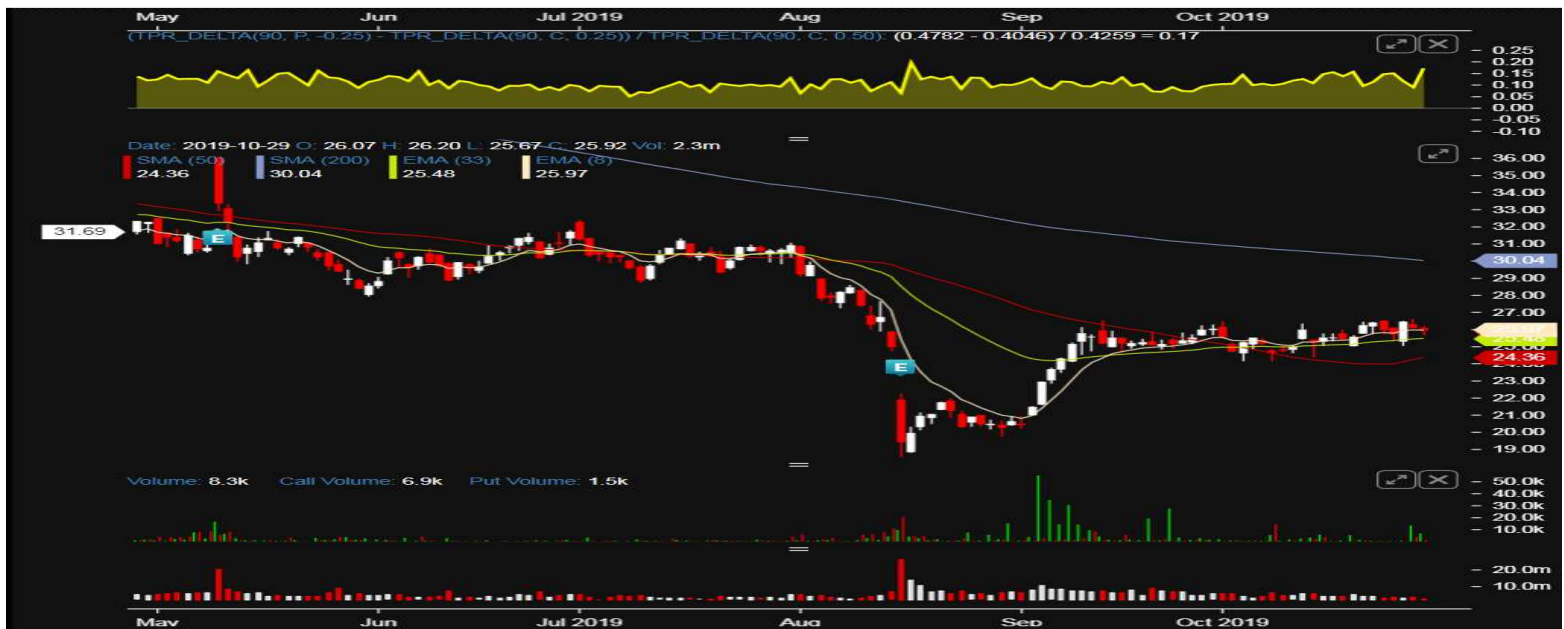 May Jun Jul 2019 Aug Sep Oct 2019
(TPR_DELTA(90, P, -0.25) - TPR_DELTA(90, C, 0.25)) / TPR_DELTA(90, C, 0.50): (0.4782 - 0.4046) / 0.4259 = 0.17
0.25
0.20
0.15
0.10
0.05
0.00
-0.05
-0.10
Date: 2019-10-29 O: 26.07 H: 26.20 L: 25.67 C: 25.92 Vol: 2.3m
SMA (50) SMA (200) EMA (33) EMA (8)
24.36 30.04 25.48 25.97
36.00
35.00
34.00
33.00
32.00
31.69
E
31.00
30.04
29.00
28.00
27.00
25.97
25.48
24.36
E
23.00
22.00
21.00
20.00
19.00
Volume: 8.3k Call Volume: 6.9k Put Volume: 1.5k
50.0k
40.0k
30.0k
20.0k
10.0k
20.0m
10.0m
May Jun Jul 2019 Aug Sep Oct 2019